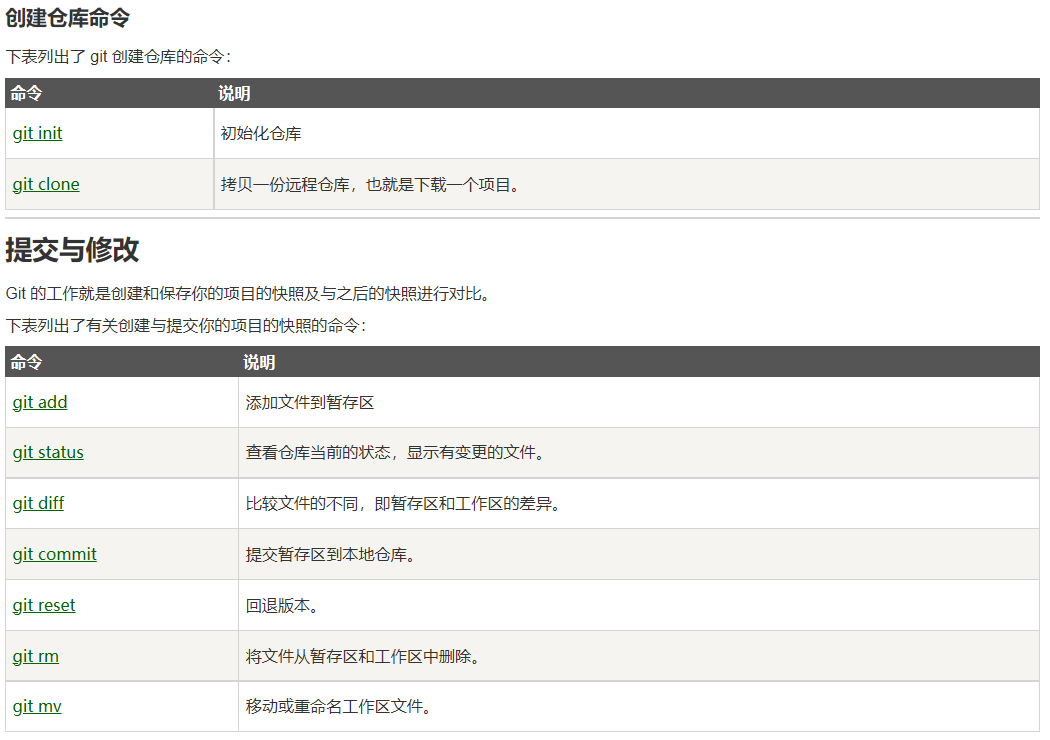 创建仓库命令
下表列出了 git 创建仓库的命令：
命令 说明
git init 初始化仓库
git clone 拷贝一份远程仓库，也就是下载一个项目。
提交与修改
Git 的工作就是创建和保存你的项目的快照及与之后的快照进行对比。
下表列出了有关创建与提交你的项目的快照的命令：
命令 说明
git add 添加文件到暂存区
git status 查看仓库当前的状态，显示有变更的文件。
git diff 比较文件的不同，即暂存区和工作区的差异。
git commit 提交暂存区到本地仓库。
git reset 回退版本。
git rm 将文件从暂存区和工作区中删除。
git mv 移动或重命名工作区文件。